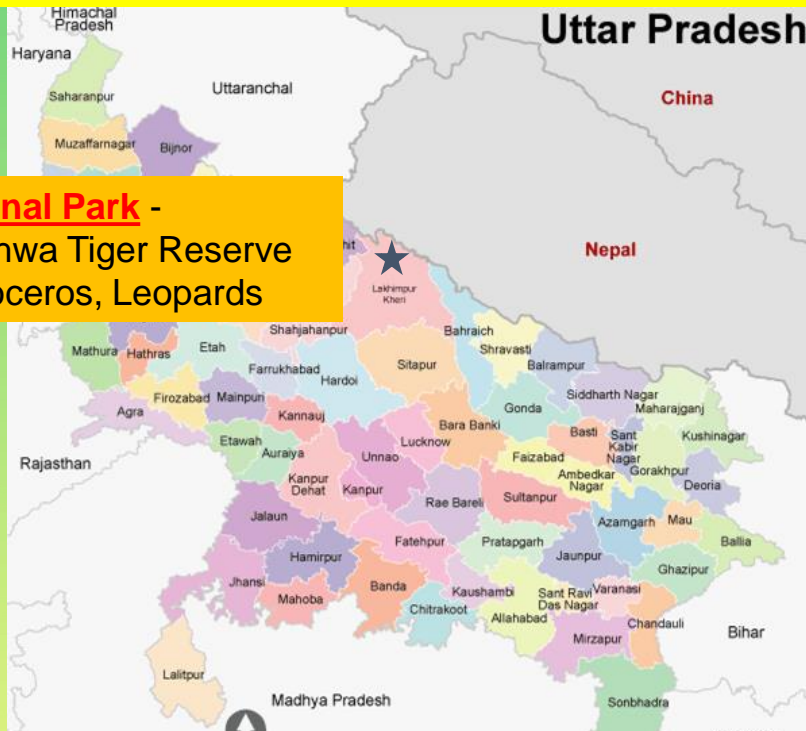 Himachal
Pradesh
Uttar Pradesh
Haryana
Uttaranchal
China
Saharanpur
Muzaffarnagar
Bijnor
nal Park -
nwa Tiger Reserve
oceros, Leopards
Nepal
hit
Lakhimpur
Kheri
Shahjahanpur
Bahraich
Mathura
Hathras
Etah
Sitapur
Shravasti
Balrampur
Farrukhabad
Hardoi
Firozabad
Mainpuri
Siddharth Nagar
Maharajganj
Agra
Kannauj
Gonda
Bara Banki
Basti
Sant
Kabir
Nagar
Kushinagar
Etawah
Auraiya
Lucknow
Unnao
Faizabad
Gorakhpur
Rajasthan
Kanpur
Dehat
Kanpur
Ambedkar
Nagar
Deoria
Rae Bareli
Sultanpur
Jalaun
Azamgarh
Mau
Ballia
Fatehpur
Pratapgarh
Hamirpur
Jaunpur
Ghazipur
Jhansi
Banda
Kaushambi
Sant Ravi
Das Nagar
Varanasi
Mahoba
Chitrakoot
Allahabad
Chandauli
Mirzapur
Bihar
Lalitpur
Madhya Pradesh
Sonbhadra